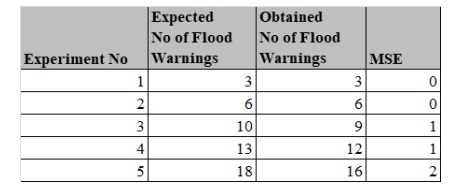 Experiment No | Expected No of Flood Warnings | Obtained No of Flood Warnings | MSE
1 | 3 | 3 | 0
2 | 6 | 6 | 0
3 | 10 | 9 | 1
4 | 13 | 12 | 1
5 | 18 | 16 | 2